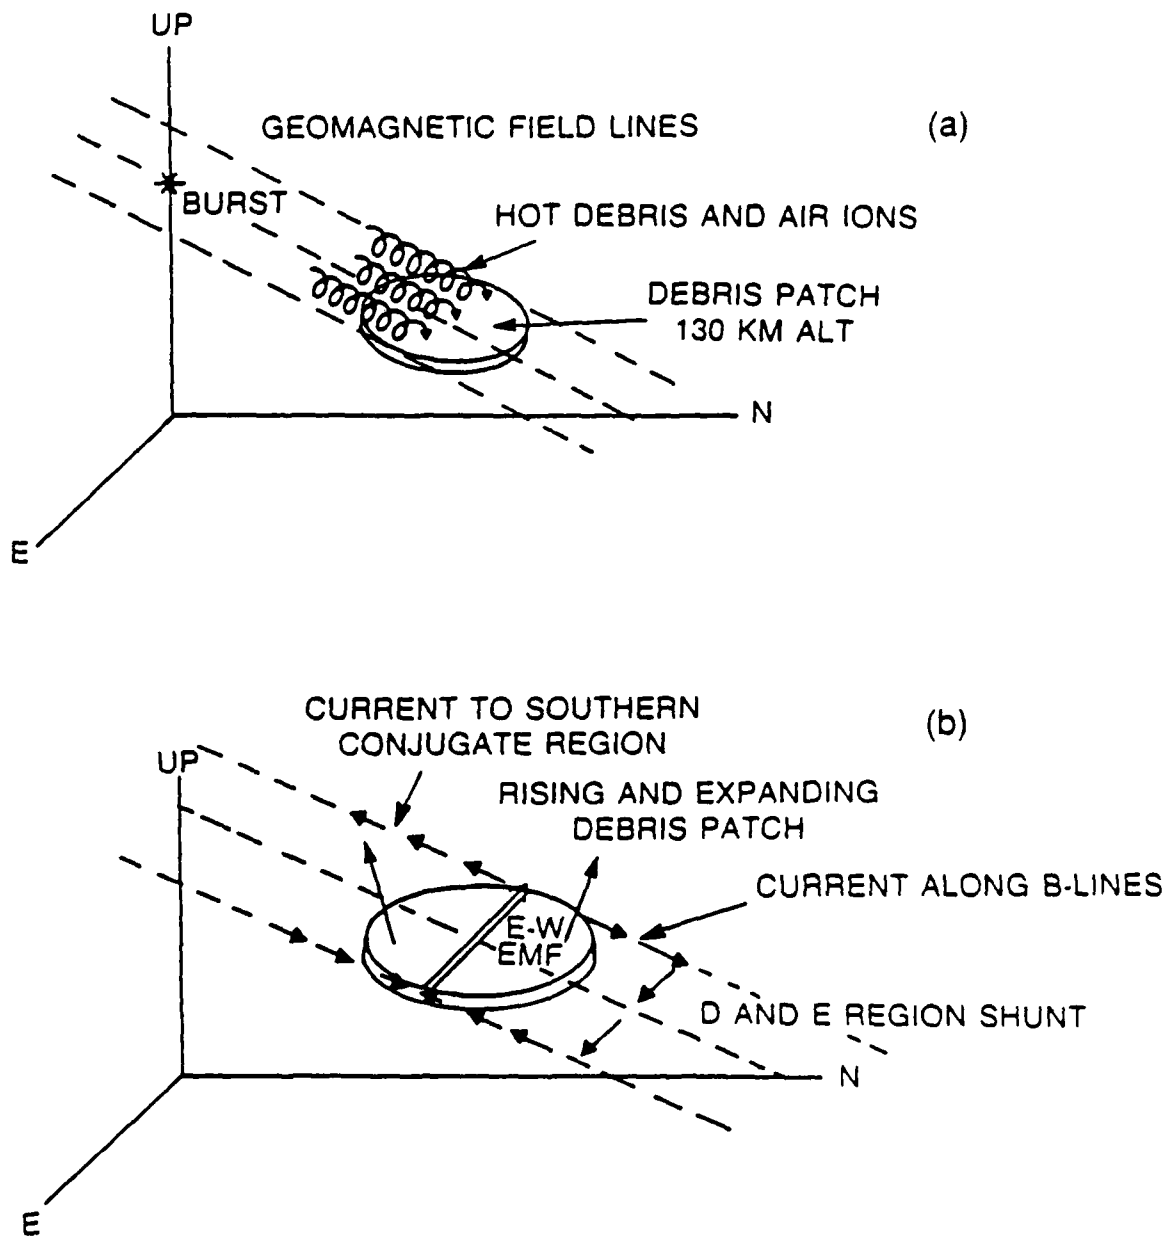 UP
GEOMAGNETIC FIELD LINES
(a)
BURST
HOT DEBRIS AND AIR IONS
DEBRIS PATCH
130 KM ALT
N
E
CURRENT TO SOUTHERN
CONJUGATE REGION
(b)
UP
RISING AND EXPANDING
DEBRIS PATCH
CURRENT ALONG B-LINES
E-W
EMF
D AND E REGION SHUNT
N
E